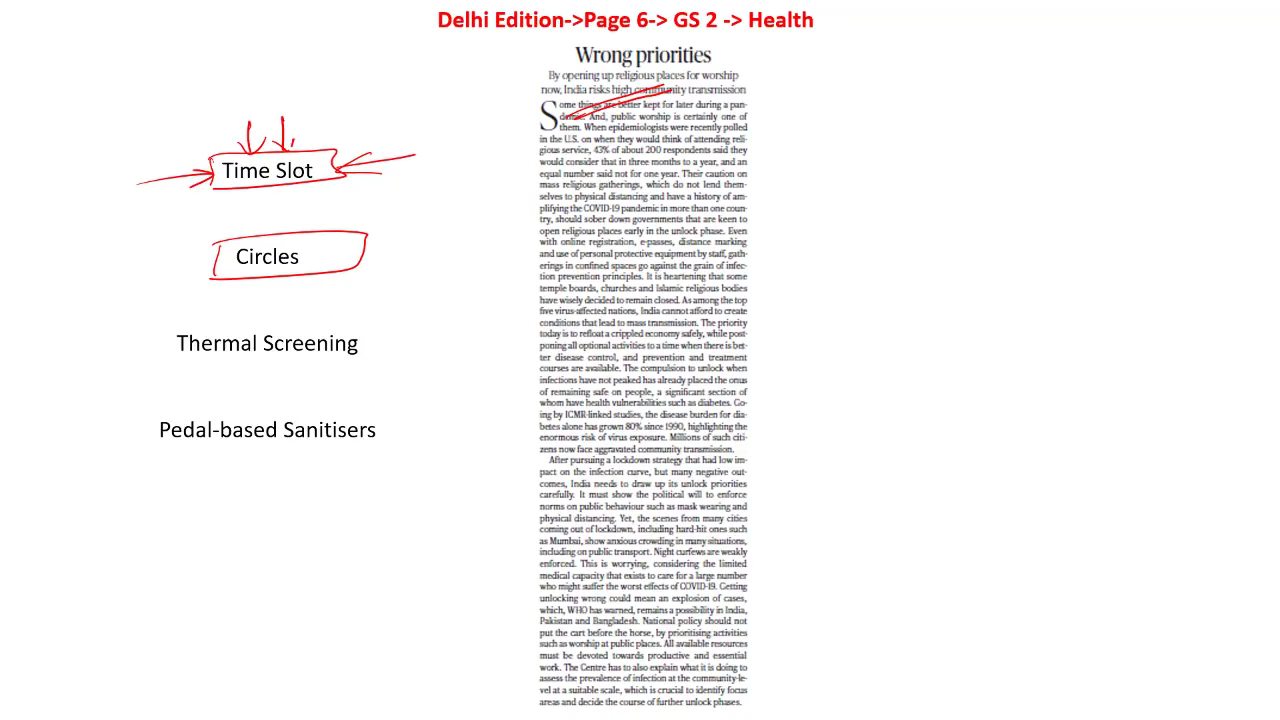 Delhi Edition->Page 6-> GS 2 -> Health
Wrong priorities
By opening up religious places for worship
now, India risks high community transmission
Time Slot
Circles
Thermal Screening
Pedal-based Sanitisers
Some things are better kept for later during a pan-
demic. And, public worship is certainly one of
them. When epidemiologists were recently polled
in the U.S. on when they would think of attending reli-
gious service, 43% of about 200 respondents said they
would consider that in three months to a year, and an
equal number said not for one year. Their caution on
mass religious gatherings, which do not lend them-
selves to physical distancing and have a history of am-
plifying the COVID-19 pandemic in more than one coun-
try, should sober down governments that are keen to
open religious places early in the unlock phase. Even
with online registration, e-passes, distance marking
and use of personal protective equipment by staff, gath-
erings in confined spaces go against the grain of infec-
tion prevention principles. It is heartening that some
temple boards, churches and Islamic religious bodies
have wisely decided to remain closed. As among the top
five virus-affected nations, India cannot afford to create
conditions that lead to mass transmission. The priority
today is to refloat a crippled economy safely, while post-
poning all optional activities to a time when there is bet-
ter disease control, and prevention and treatment
courses are available. The compulsion to unlock when
infections have not peaked has already placed the onus
of remaining safe on people, a significant section of
whom have health vulnerabilities such as diabetes. Go-
ing by ICMR-linked studies, the disease burden for dia-
betes alone has grown 80% since 1990, highlighting the
enormous risk of virus exposure. Millions of such citi-
zens now face aggravated community transmission.
After pursuing a lockdown strategy that had low im-
pact on the infection curve, but many negative out-
comes, India needs to draw up its unlock priorities
carefully. It must show the political will to enforce
norms on public behaviour such as mask wearing and
physical distancing. Yet, the scenes from many cities
coming out of lockdown, including hard-hit ones such
as Mumbai, show anxious crowding in many situations,
including on public transport. Night curfews are weakly
enforced. This is worrying, considering the limited
medical capacity that exists to care for a large number
who might suffer the worst effects of COVID-19. Getting
unlocking wrong could mean an explosion of cases,
which, WHO has warned, remains a possibility in India,
Pakistan and Bangladesh. National policy should not
put the cart before the horse, by prioritising activities
such as worship at public places. All available resources
must be devoted towards productive and essential
work. The Centre has to also explain what it is doing to
assess the prevalence of infection at the community-le-
vel at a suitable scale, which is crucial to identify focus
areas and decide the course of further unlock phases.